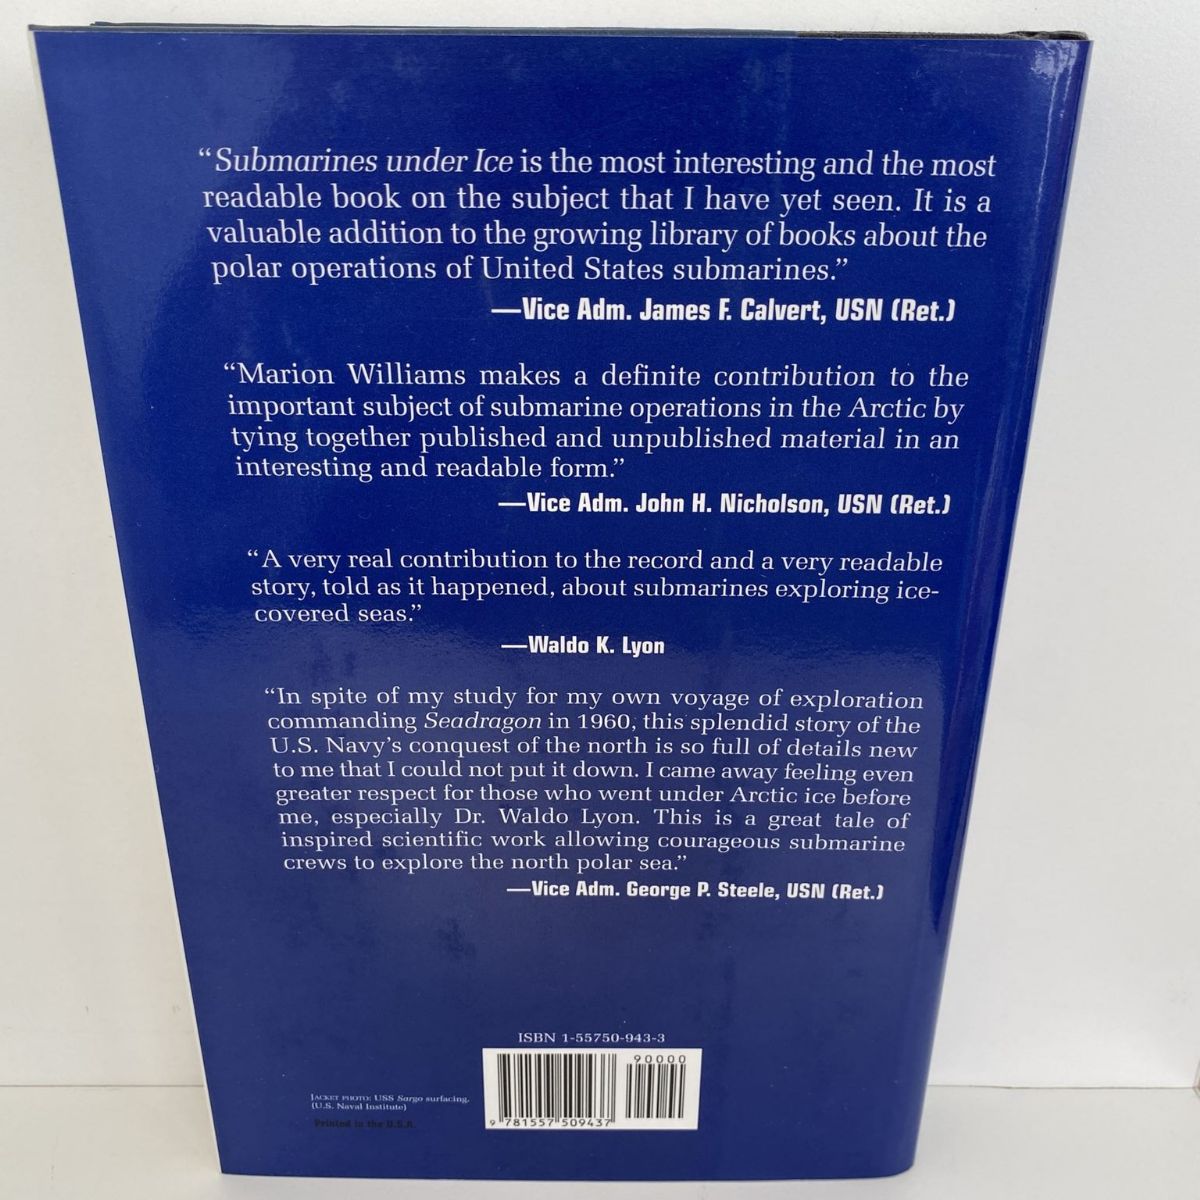 “Submarines under Ice is the most interesting and the most
readable book on the subject that I have yet seen. It is a
valuable addition to the growing library of books about the
polar operations of United States submarines.”
—Vice Adm. James F. Calvert, USN (Ret.)
“Marion Williams makes a definite contribution to the
important subject of submarine operations in the Arctic by
tying together published and unpublished material in an
interesting and readable form.”
—Vice Adm. John H. Nicholson, USN (Ret.)
“A very real contribution to the record and a very readable
story, told as it happened, about submarines exploring ice-
covered seas.”
—Waldo K. Lyon
“In spite of my study for my own voyage of exploration
commanding Seadragon in 1960, this splendid story of the
U.S. Navy’s conquest of the north is so full of details new
to me that I could not put it down. I came away feeling even
greater respect for those who went under Arctic ice before
me, especially Dr. Waldo Lyon. This is a great tale of
inspired scientific work allowing courageous submarine
crews to explore the north polar sea.”
—Vice Adm. George P. Steele, USN (Ret.)
ISBN 1-55750-943-3
90000
9 781557 509437
Jacket photo: USS Sargo surfacing.
(U.S. Naval Institute)
Printed in the U.S.A.